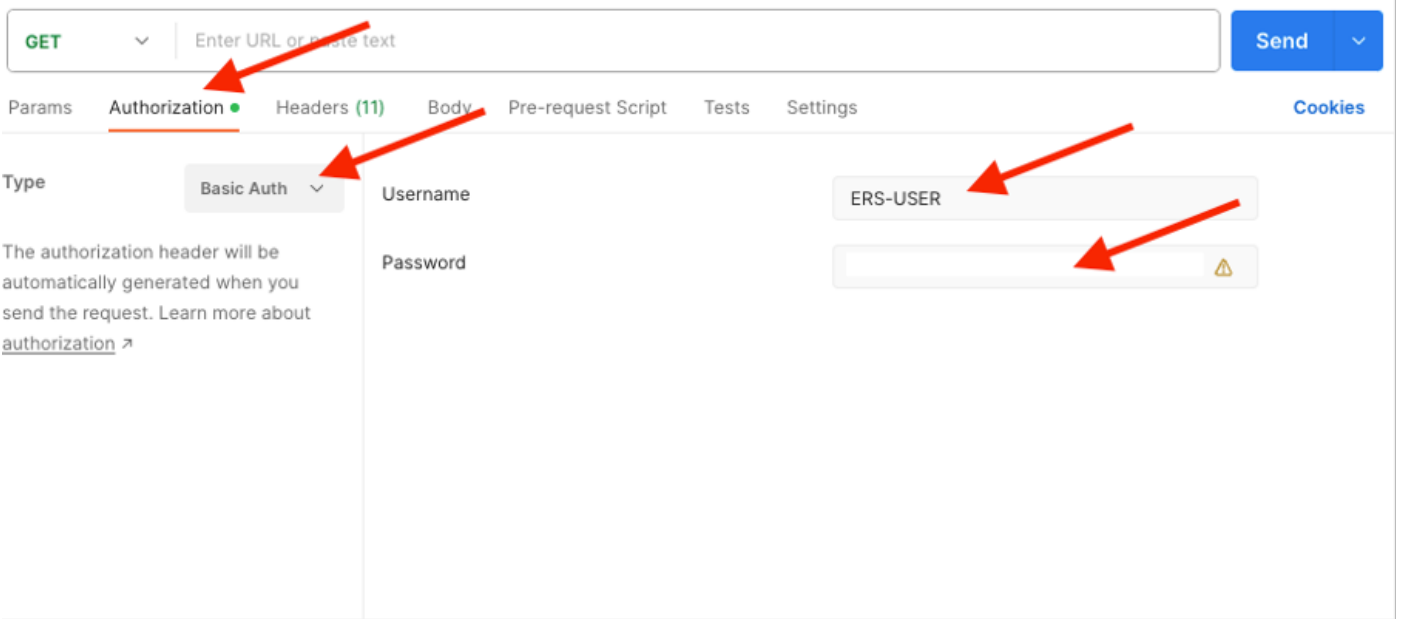 GET
Enter URL or paste text
Send
Params Authorization Headers (11) Body Pre-request Script Tests Settings Cookies
Type
Basic Auth
The authorization header will be
automatically generated when you
send the request. Learn more about
authorization ↗
Username
ERS-USER
Password